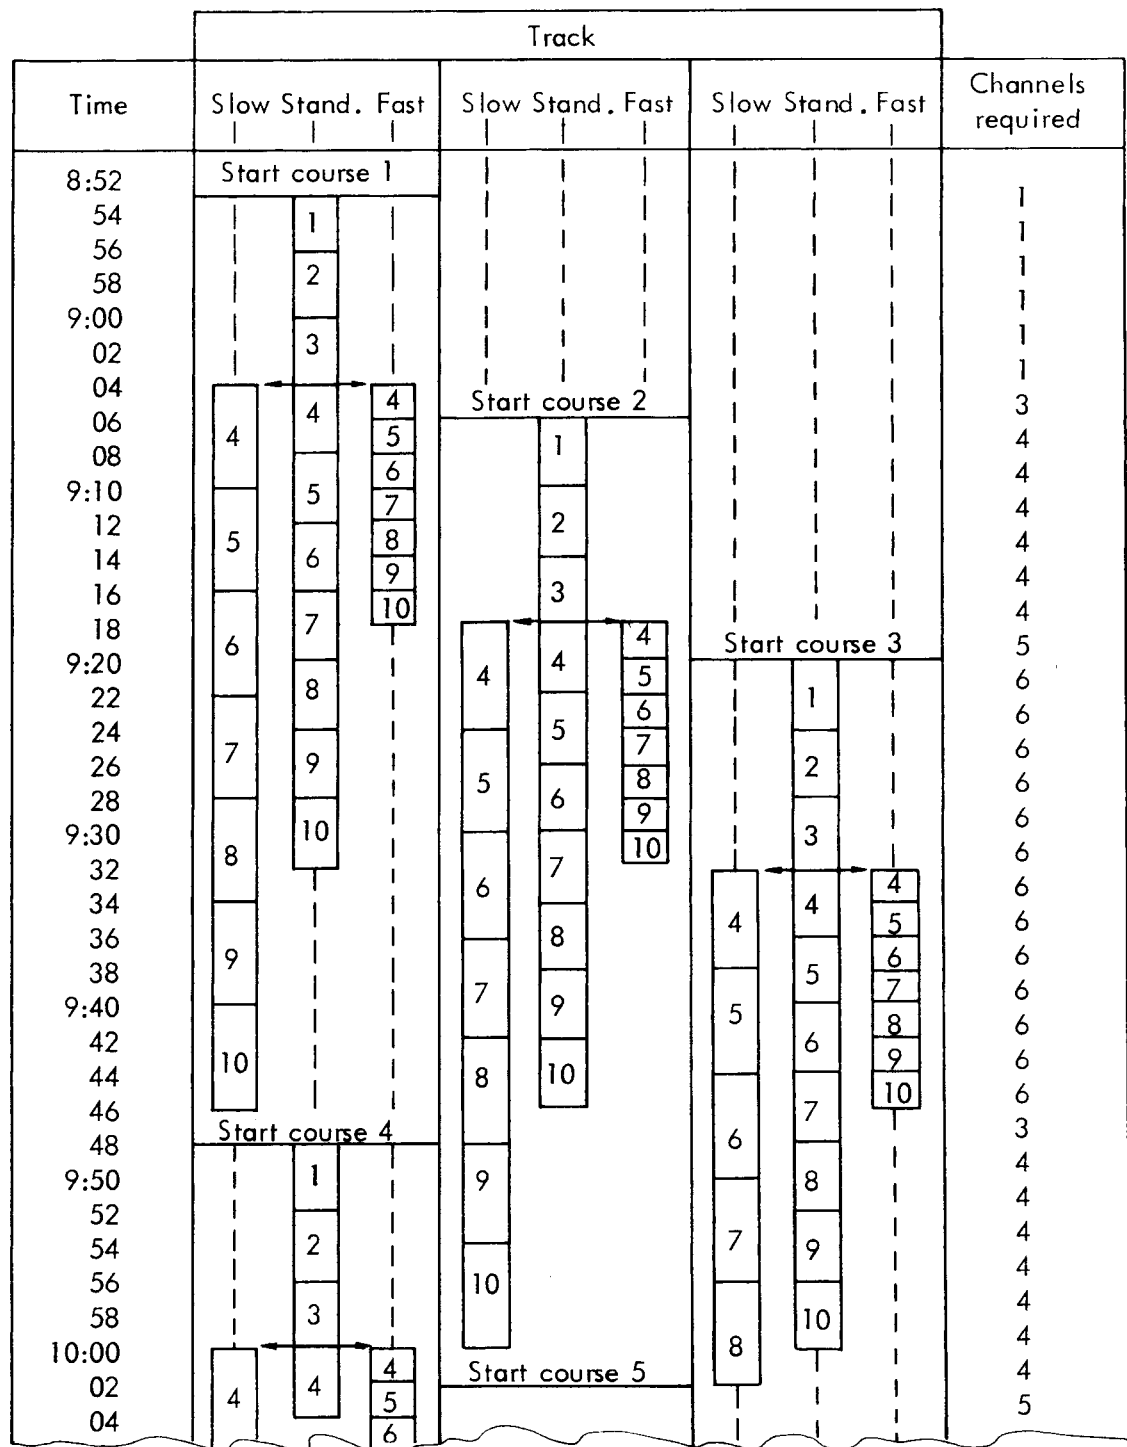 Track
Time Slow Stand. Fast Slow Stand. Fast Slow Stand. Fast Channels required
8:52 Start course 1 1
54 1 1
56 1
58 2 1
9:00 1
02 3 1
04 4 Start course 2 3
06 4 4 5 1 4
08 6 4
9:10 5 7 4
12 5 8 2 4
14 6 9 4
16 10 3 4
18 6 7 4 Start course 3 5
9:20 4 4 5 6
22 8 6 1 6
24 7 5 7 6
26 9 5 8 2 6
28 6 9 6
9:30 10 10 3 6
32 8 7 4 6
34 6 4 4 5 6
36 9 8 6 6
38 7 5 7 6
9:40 9 5 8 6
42 10 6 9 6
44 8 10 10 6
46 Start course 4 7 3
48 6 4
9:50 1 9 8 4
52 4
54 2 7 9 4
56 10 4
58 3 10 4
10:00 4 8 4
02 4 4 5 Start course 5 5
04 6